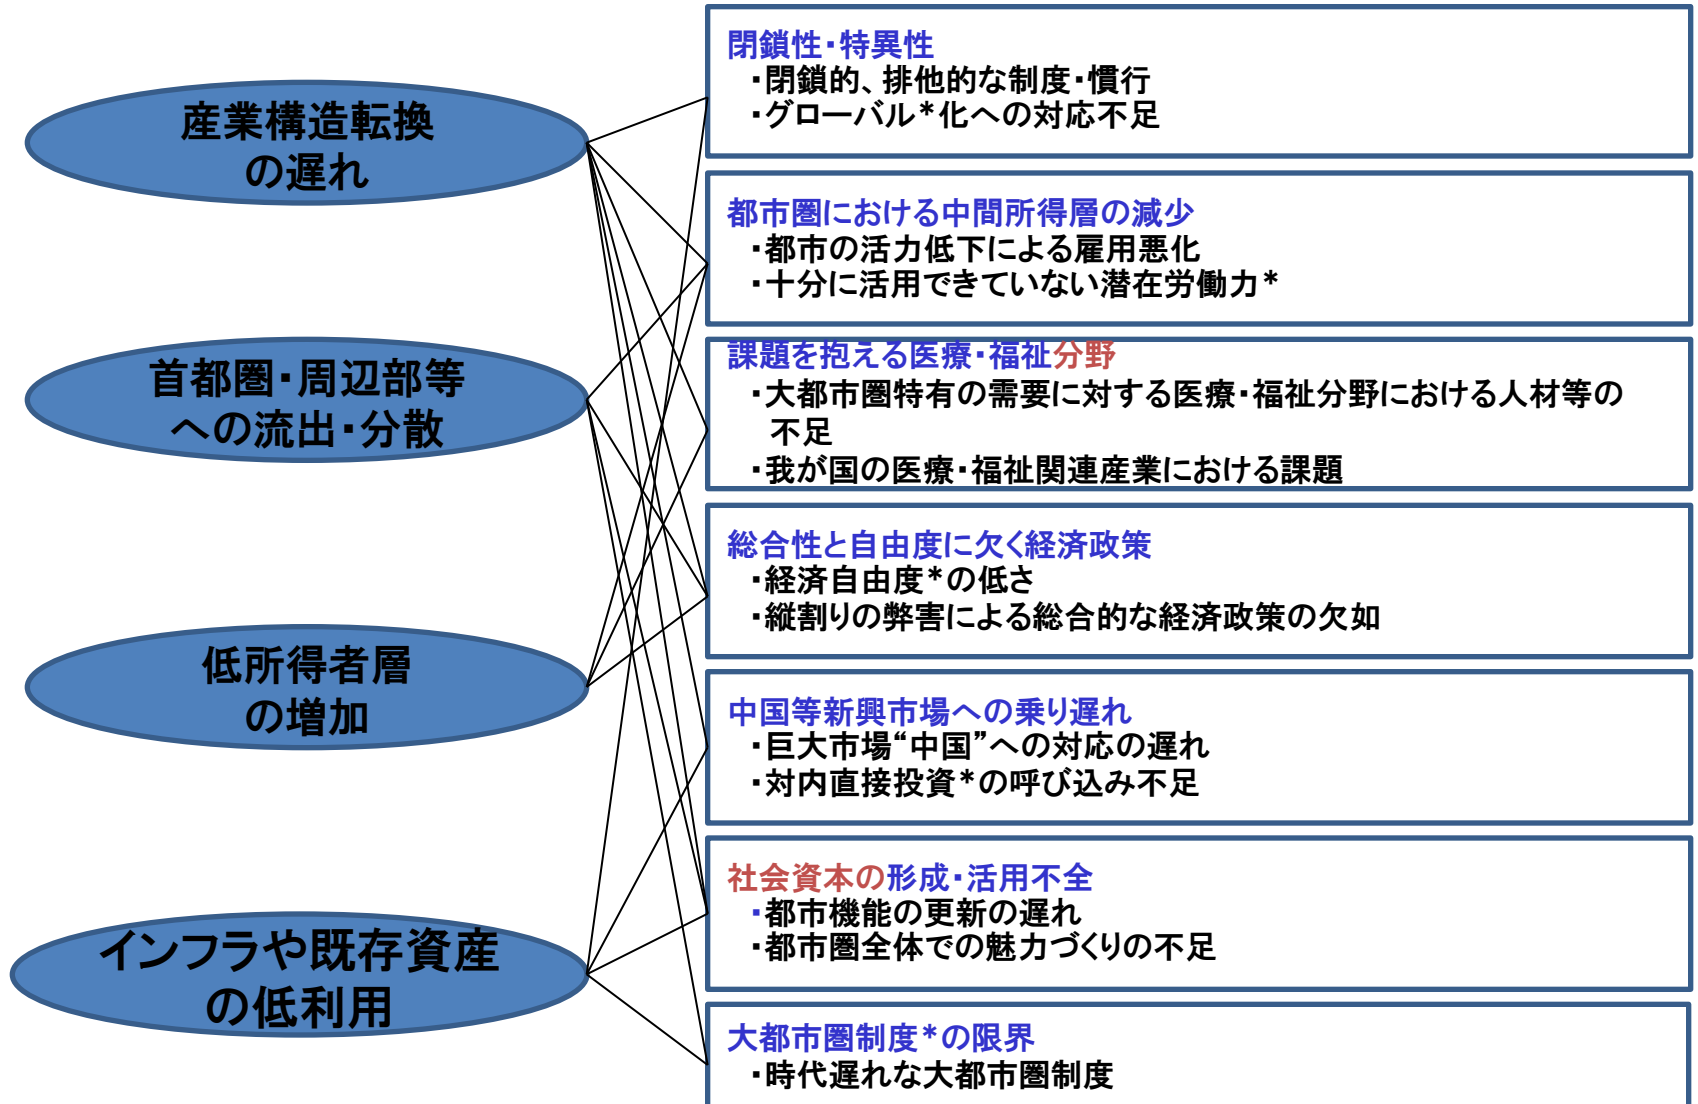 産業構造転換
の遅れ
首都圏・周辺部等
への流出・分散
低所得者層
の増加
インフラや既存資産
の低利用
閉鎖性・特異性
・閉鎖的、排他的な制度・慣行
・グローバル*化への対応不足
都市圏における中間所得層の減少
・都市の活力低下による雇用悪化
・十分に活用できていない潜在労働力*
課題を抱える医療・福祉分野
・大都市圏特有の需要に対する医療・福祉分野における人材等の
不足
・我が国の医療・福祉関連産業における課題
総合性と自由度に欠く経済政策
・経済自由度*の低さ
・縦割りの弊害による総合的な経済政策の欠如
中国等新興市場への乗り遅れ
・巨大市場“中国”への対応の遅れ
・対内直接投資*の呼び込み不足
社会資本の形成・活用不全
・都市機能の更新の遅れ
・都市圏全体での魅力づくりの不足
大都市圏制度*の限界
・時代遅れな大都市圏制度